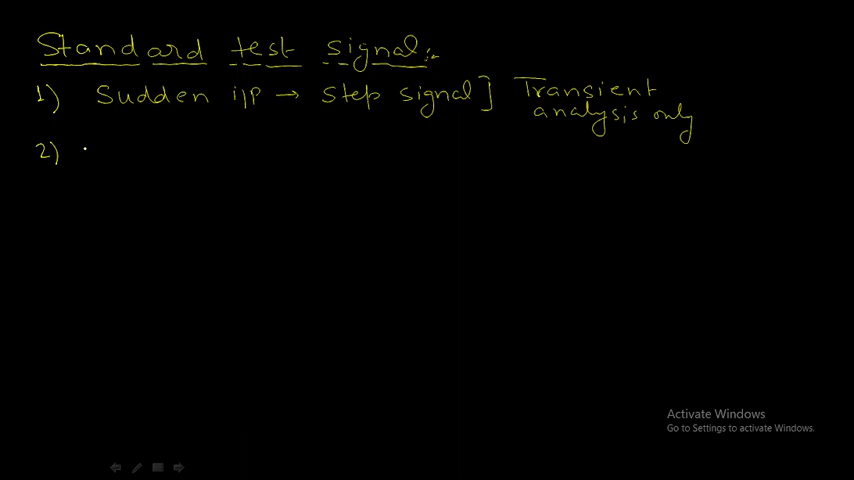 Standard test signal:-
1) Sudden i/p → step signal] Transient
analysis only
2)
Activate Windows
Go to Settings to activate Windows.